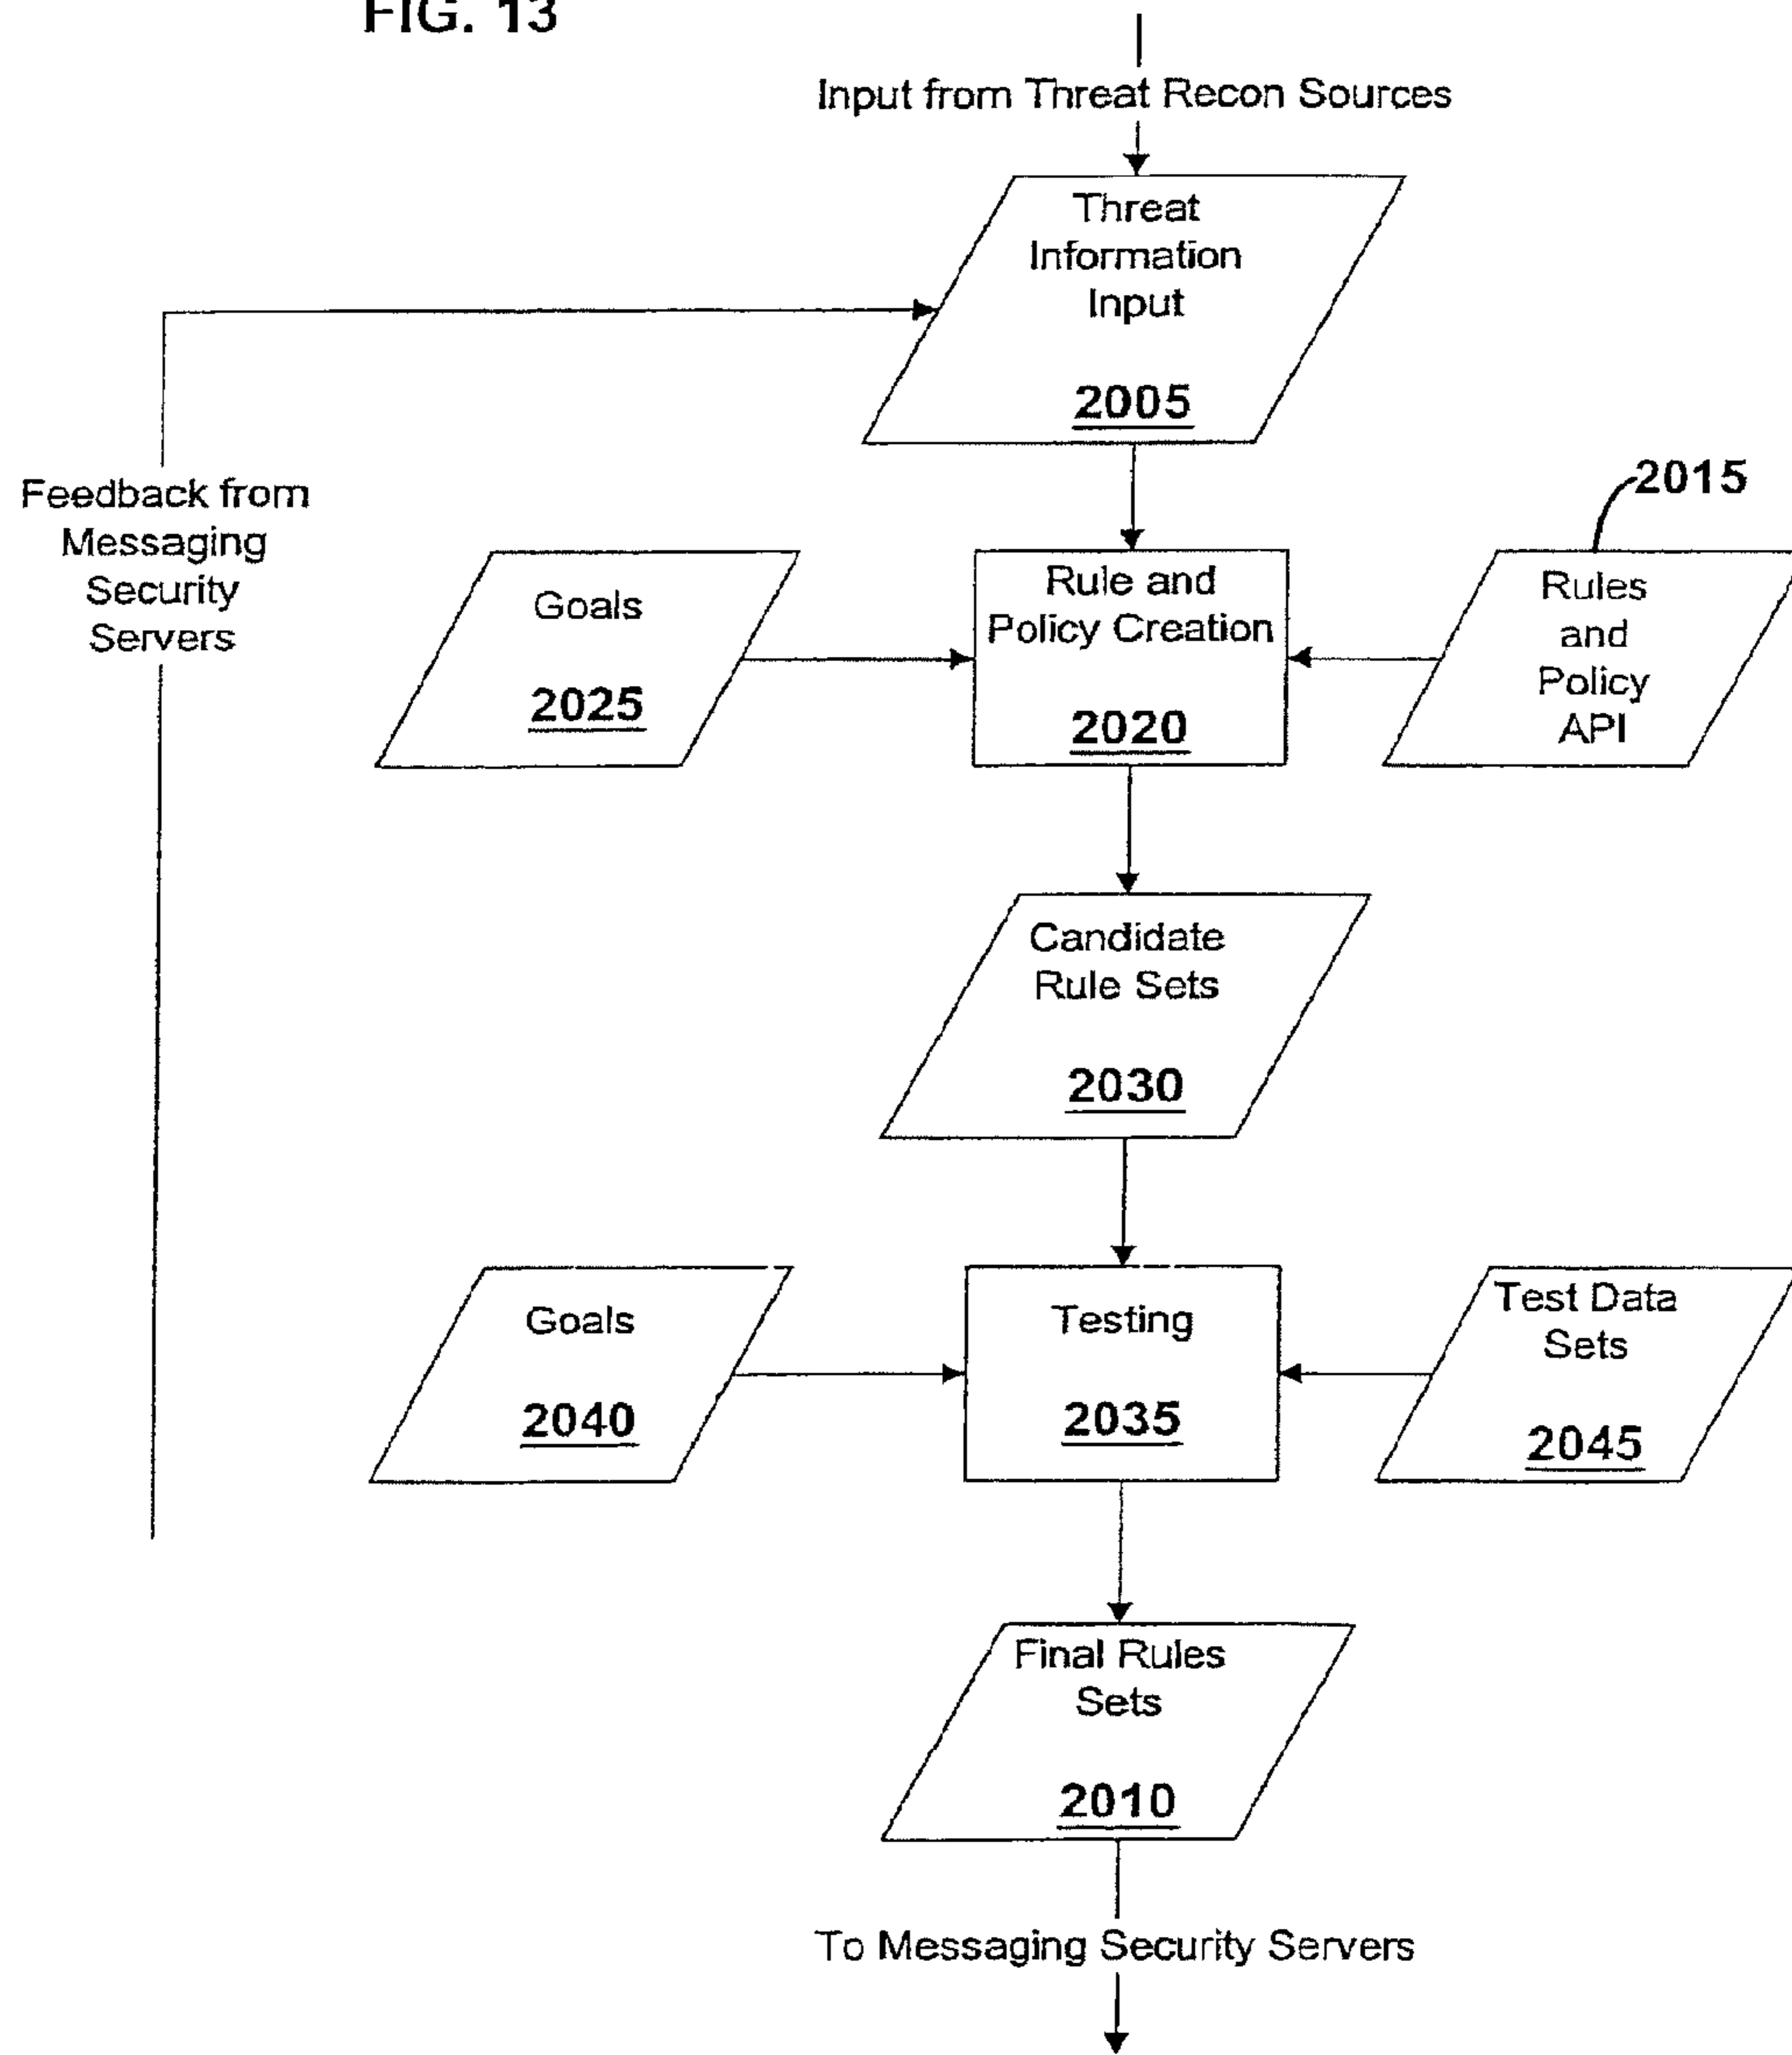 FIG. 13
Input from Threat Recon Sources
Threat
Information
Input
2005
Feedback from
Messaging
Security
Servers
2015
Goals
2025
Rule and
Policy Creation
2020
Rules
and
Policy
API
Candidate
Rule Sets
2030
Goals
2040
Testing
2035
Test Data
Sets
2045
Final Rules
Sets
2010
To Messaging Security Servers